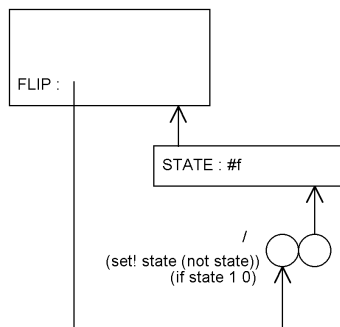 FLIP :
STATE : #f
/
(set! state (not state))
(if state 1 0)